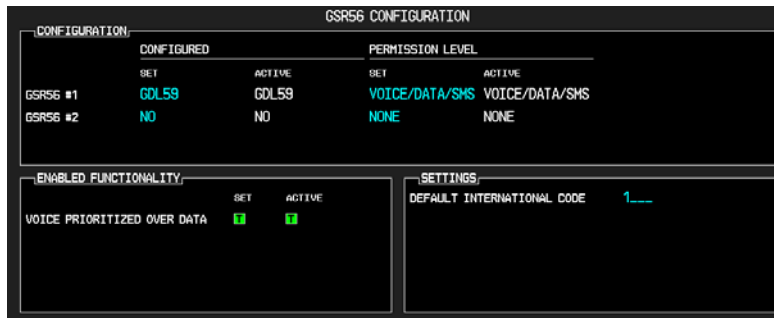 GSR56 CONFIGURATION
CONFIGURATION
CONFIGURED PERMISSION LEVEL
SET ACTIVE SET ACTIVE
GSR56 #1 GDL59 GDL59 VOICE/DATA/SMS VOICE/DATA/SMS
GSR56 #2 NO NO NONE NONE
ENABLED FUNCTIONALITY
SET ACTIVE
VOICE PRIORITIZED OVER DATA T T
SETTINGS
DEFAULT INTERNATIONAL CODE 1___